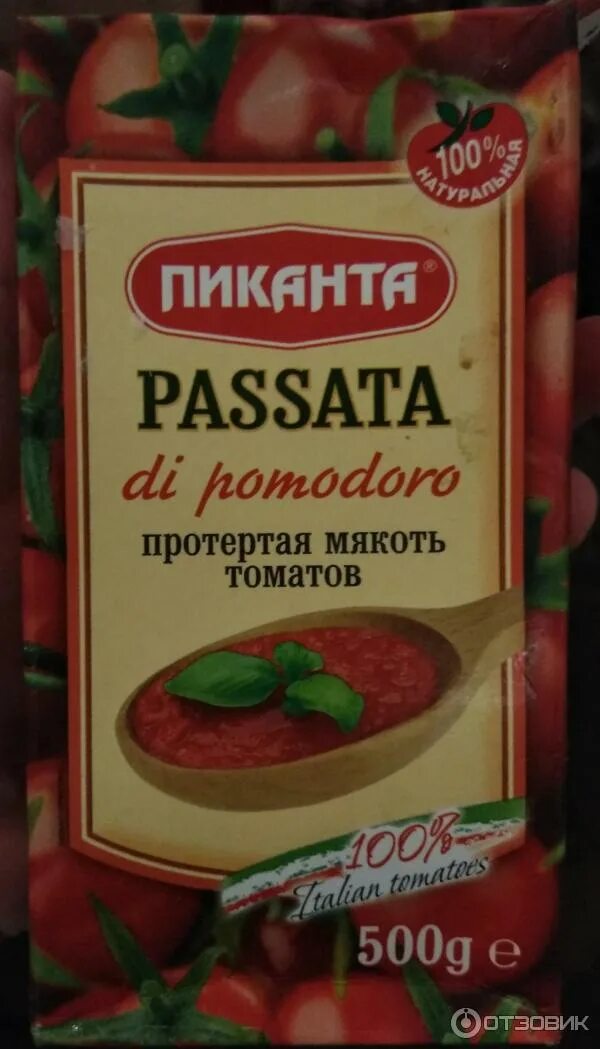 100%
НАТУРАЛЬНАЯ
ПИКАНТА®
PASSATA
di pomodoro
протертая мякоть
томатов
100%
Italian tomatoes
500g e
ОТЗОВИК